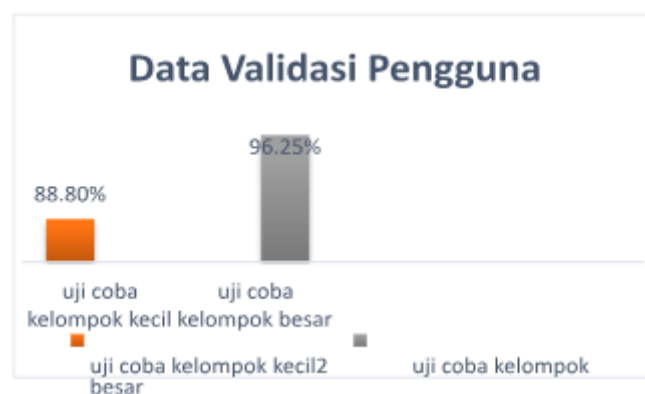 Data Validasi Pengguna
96.25%
88.80%
uji coba uji coba
kelompok kecil kelompok besar
uji coba kelompok kecil2 uji coba kelompok
besar